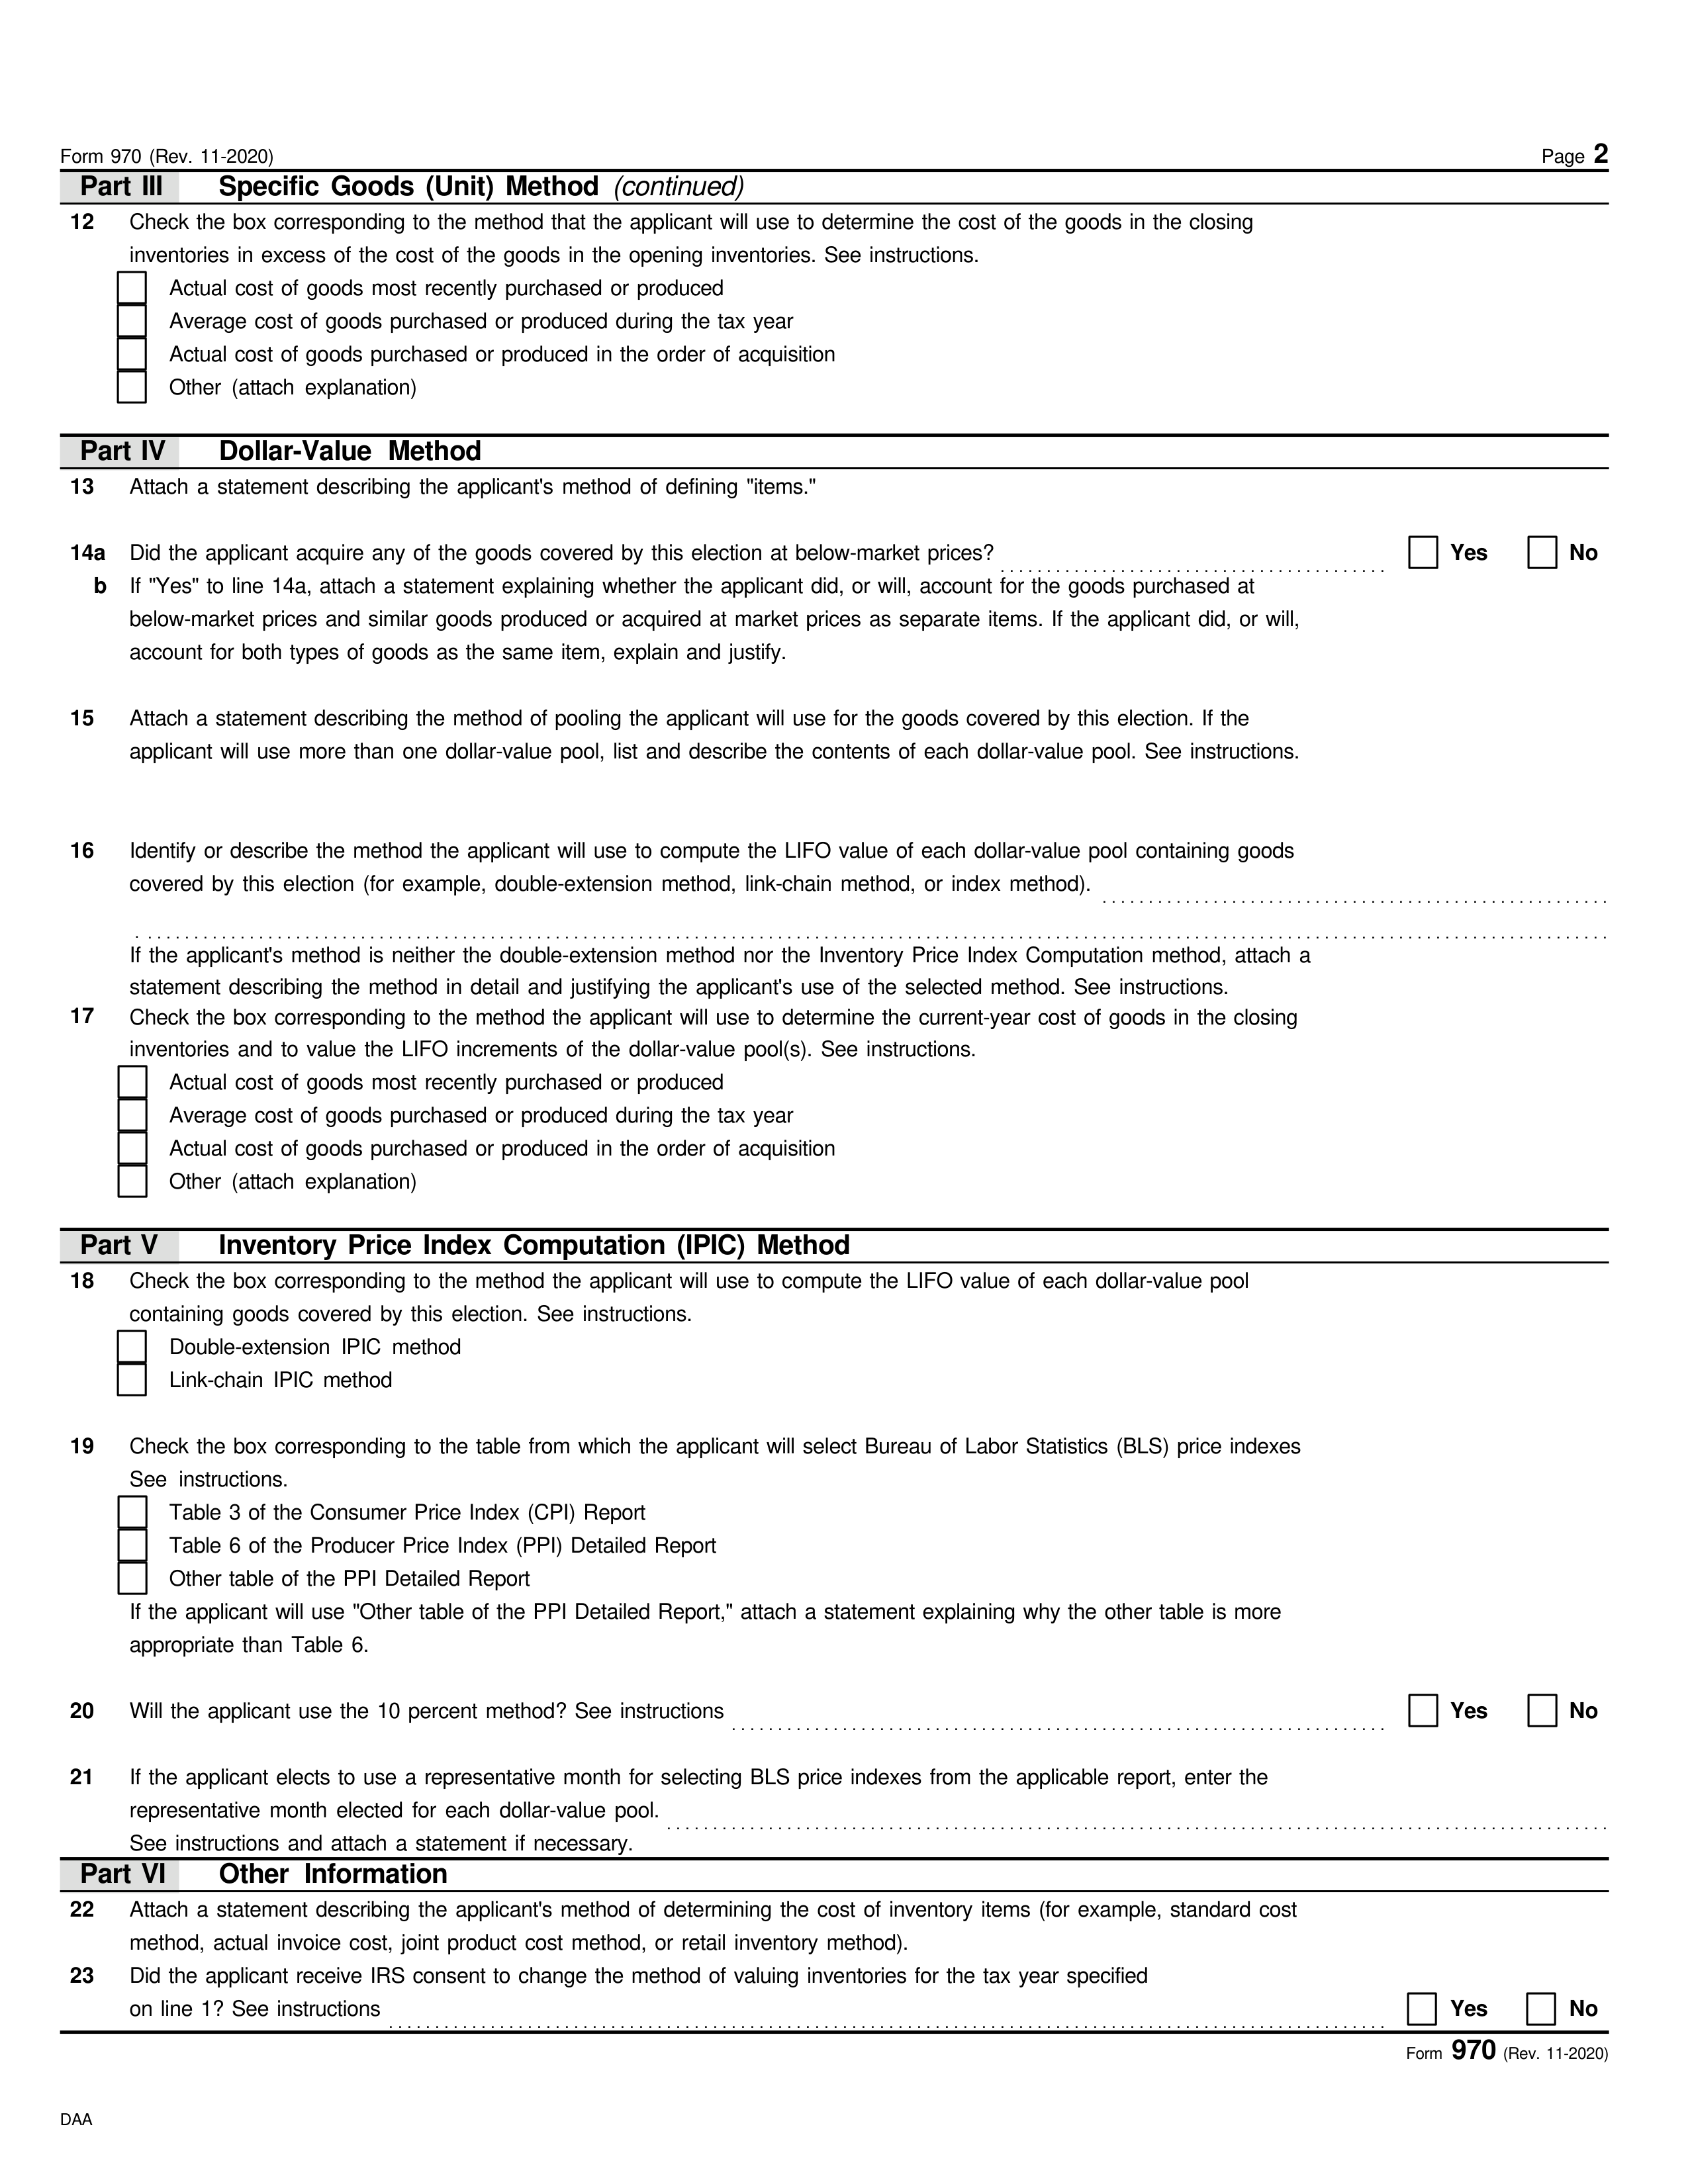 Form 970 (Rev. 11-2020) Page 2
Part III Specific Goods (Unit) Method (continued)
12 Check the box corresponding to the method that the applicant will use to determine the cost of the goods in the closing
inventories in excess of the cost of the goods in the opening inventories. See instructions.
Actual cost of goods most recently purchased or produced
Average cost of goods purchased or produced during the tax year
Actual cost of goods purchased or produced in the order of acquisition
Other (attach explanation)
Part IV Dollar-Value Method
13 Attach a statement describing the applicant's method of defining "items."
14a Did the applicant acquire any of the goods covered by this election at below-market prices? Yes No
b If "Yes" to line 14a, attach a statement explaining whether the applicant did, or will, account for the goods purchased at
below-market prices and similar goods produced or acquired at market prices as separate items. If the applicant did, or will,
account for both types of goods as the same item, explain and justify.
15 Attach a statement describing the method of pooling the applicant will use for the goods covered by this election. If the
applicant will use more than one dollar-value pool, list and describe the contents of each dollar-value pool. See instructions.
16 Identify or describe the method the applicant will use to compute the LIFO value of each dollar-value pool containing goods
covered by this election (for example, double-extension method, link-chain method, or index method).
If the applicant's method is neither the double-extension method nor the Inventory Price Index Computation method, attach a
statement describing the method in detail and justifying the applicant's use of the selected method. See instructions.
17 Check the box corresponding to the method the applicant will use to determine the current-year cost of goods in the closing
inventories and to value the LIFO increments of the dollar-value pool(s). See instructions.
Actual cost of goods most recently purchased or produced
Average cost of goods purchased or produced during the tax year
Actual cost of goods purchased or produced in the order of acquisition
Other (attach explanation)
Part V Inventory Price Index Computation (IPIC) Method
18 Check the box corresponding to the method the applicant will use to compute the LIFO value of each dollar-value pool
containing goods covered by this election. See instructions.
Double-extension IPIC method
Link-chain IPIC method
19 Check the box corresponding to the table from which the applicant will select Bureau of Labor Statistics (BLS) price indexes
See instructions.
Table 3 of the Consumer Price Index (CPI) Report
Table 6 of the Producer Price Index (PPI) Detailed Report
Other table of the PPI Detailed Report
If the applicant will use "Other table of the PPI Detailed Report," attach a statement explaining why the other table is more
appropriate than Table 6.
20 Will the applicant use the 10 percent method? See instructions Yes No
21 If the applicant elects to use a representative month for selecting BLS price indexes from the applicable report, enter the
representative month elected for each dollar-value pool.
See instructions and attach a statement if necessary.
Part VI Other Information
22 Attach a statement describing the applicant's method of determining the cost of inventory items (for example, standard cost
method, actual invoice cost, joint product cost method, or retail inventory method).
23 Did the applicant receive IRS consent to change the method of valuing inventories for the tax year specified
on line 1? See instructions Yes No
Form 970 (Rev. 11-2020)
DAA